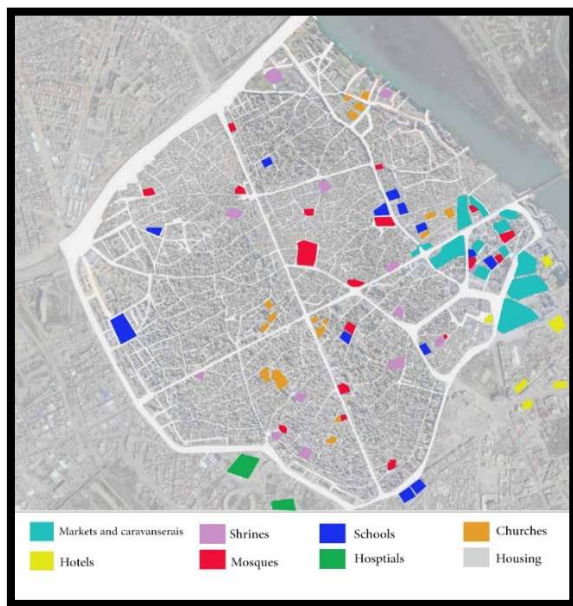 Markets and caravanserais
Shrines
Schools
Churches
Hotels
Mosques
Hosptials
Housing